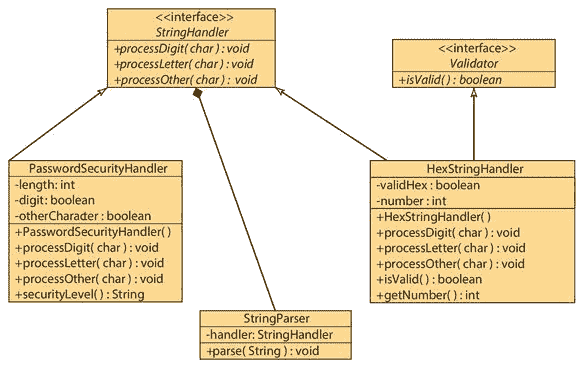 <<interface>>
StringHandler
+processDigit( char) : void
+processLetter( char) : void
+processOther( char) : void
<<interface>>
Validator
+isValid() : boolean
PasswordSecurityHandler
-length: int
-digit: boolean
-otherCharater : boolean
+PasswordSecurityHandler()
+processDigit( char) : void
+processLetter( char) : void
+processOther( char) : void
+securityLevel() : String
HexStringHandler
-validHex : boolean
-number : int
+HexStringHandler()
+processDigit( char) : void
+processLetter( char) : void
+processOther( char) : void
+isValid() : boolean
+getNumber() : int
StringParser
-handler: StringHandler
+parse( String ) : void